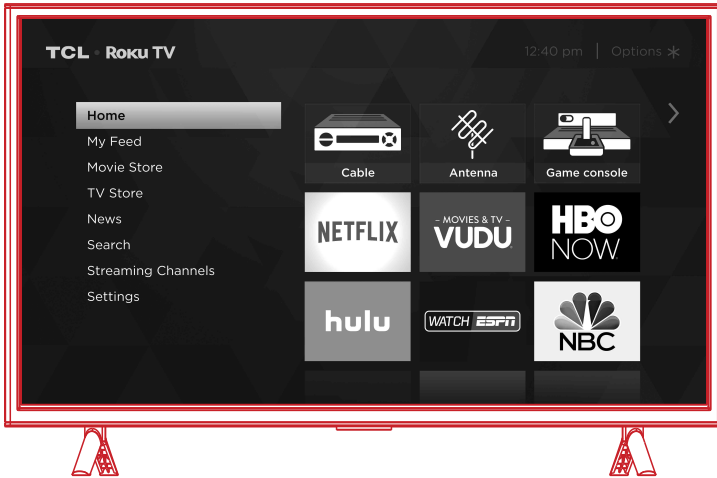 TCL • Roku TV
12:40 pm | Options *
Home
My Feed
Movie Store
TV Store
News
Search
Streaming Channels
Settings
Cable
Antenna
Game console
NETFLIX
– MOVIES & TV –
VUDU
HBO
NOW
hulu
WATCH ESPN
NBC